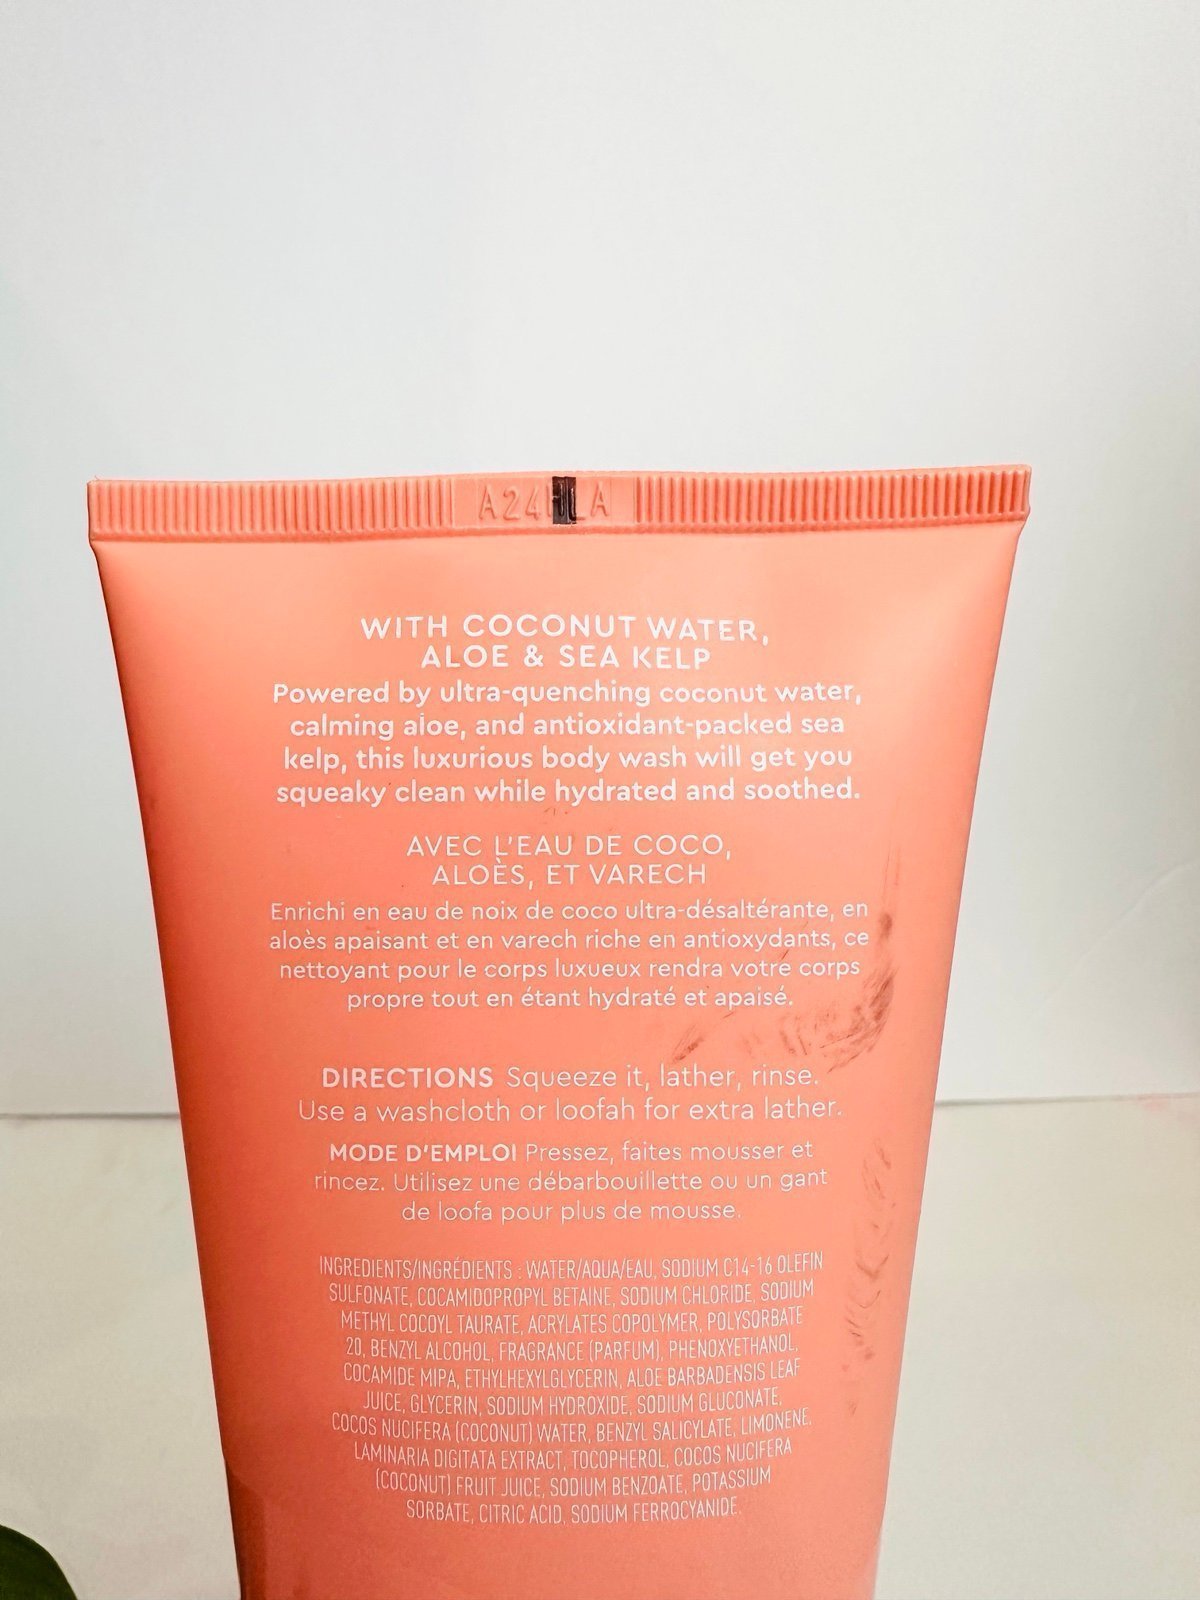 WITH COCONUT WATER,
ALOE & SEA KELP
Powered by ultra-quenching coconut water,
calming aloe, and antioxidant-packed sea
kelp, this luxurious body wash will get you
squeaky clean while hydrated and soothed.
AVEC L'EAU DE COCO,
ALOÈS, ET VARECH
Enrichi en eau de noix de coco ultra-désaltérante, en
aloès apaisant et en varech riche en antioxydants, ce
nettoyant pour le corps luxueux rendra votre corps
propre tout en étant hydraté et apaisé.
DIRECTIONS Squeeze it, lather, rinse.
Use a washcloth or loofah for extra lather.
MODE D'EMPLOI Pressez, faites mousser et
rincez. Utilisez une débarbouillette ou un gant
de loofa pour plus de mousse.
INGREDIENTS/INGRÉDIENTS : WATER/AQUA/EAU, SODIUM C14-16 OLEFIN
SULFONATE, COCAMIDOPROPYL BETAINE, SODIUM CHLORIDE, SODIUM
METHYL COCOYL TAURATE, ACRYLATES COPOLYMER, POLYSORBATE
20, BENZYL ALCOHOL, FRAGRANCE (PARFUM), PHENOXYETHANOL,
COCAMIDE MIPA, ETHYLHEXYLGLYCERIN, ALOE BARBADENSIS LEAF
JUICE, GLYCERIN, SODIUM HYDROXIDE, SODIUM GLUCONATE,
COCOS NUCIFERA (COCONUT) WATER, BENZYL SALICYLATE, LIMONENE,
LAMINARIA DIGITATA EXTRACT, TOCOPHEROL, COCOS NUCIFERA
(COCONUT) FRUIT JUICE, SODIUM BENZOATE, POTASSIUM
SORBATE, CITRIC ACID, SODIUM FERROCYANIDE.